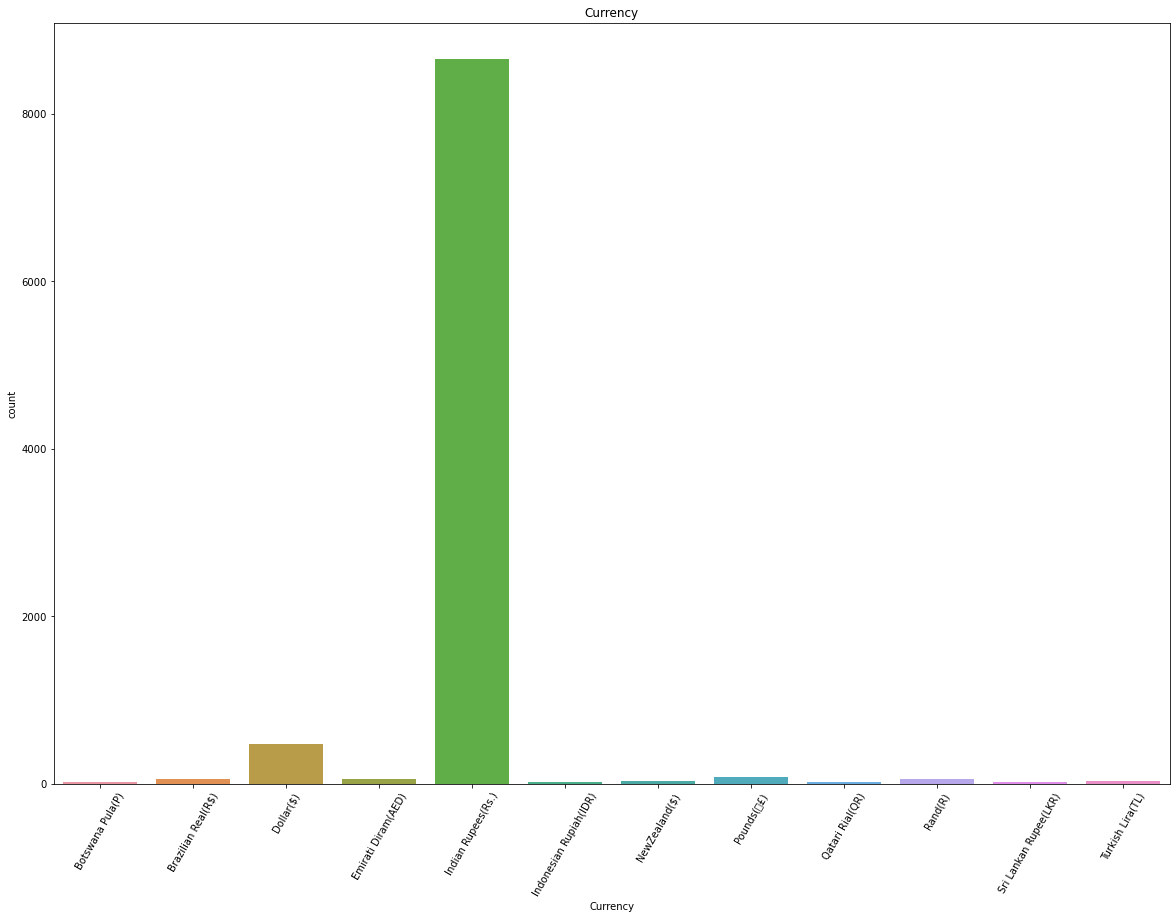 Currency
8000
6000
4000
2000
0
count
Botswana Pula(P)
Brazilian Real(R$)
Dollar($)
Emirati Diram(AED)
Indian Rupees(Rs.)
Indonesian Rupiah(IDR)
NewZealand($)
Pounds(▯£)
Qatari Rial(QR)
Rand(R)
Sri Lankan Rupee(LKR)
Turkish Lira(TL)
Currency